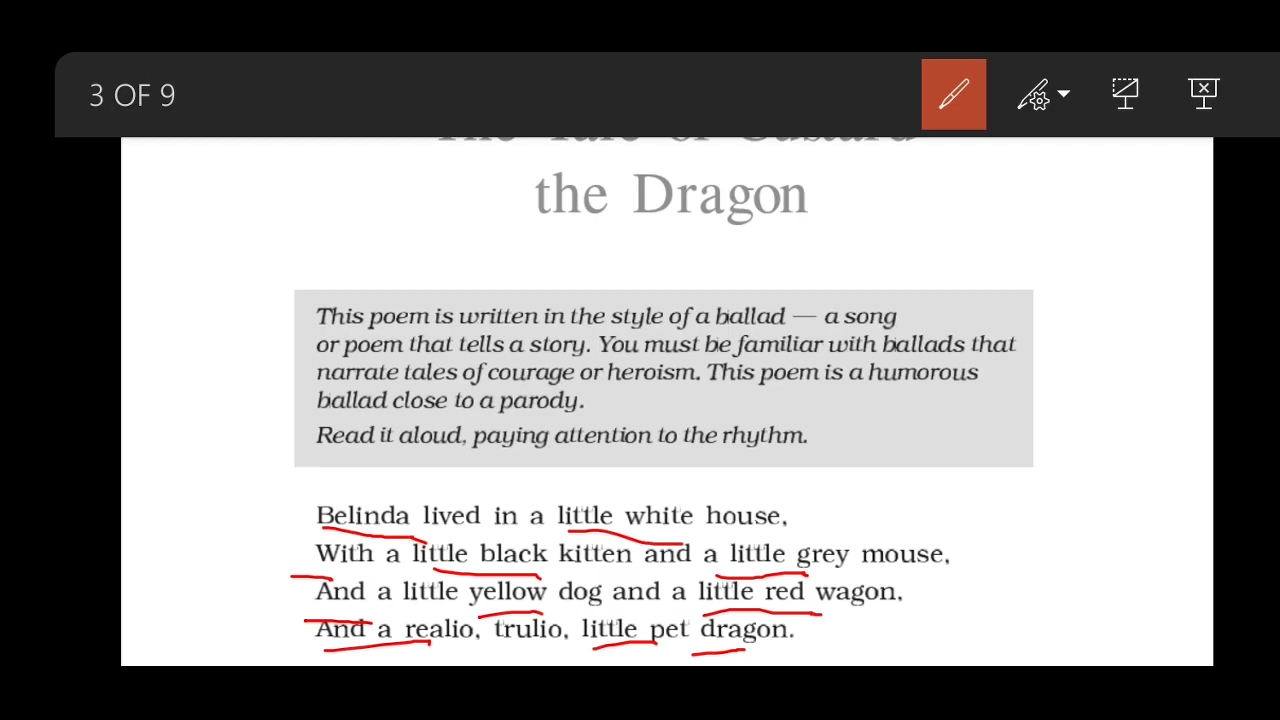 3 OF 9
The Tale of Custard
the Dragon
This poem is written in the style of a ballad — a song
or poem that tells a story. You must be familiar with ballads that
narrate tales of courage or heroism. This poem is a humorous
ballad close to a parody.
Read it aloud, paying attention to the rhythm.
Belinda lived in a little white house,
With a little black kitten and a little grey mouse,
And a little yellow dog and a little red wagon,
And a realio, trulio, little pet dragon.